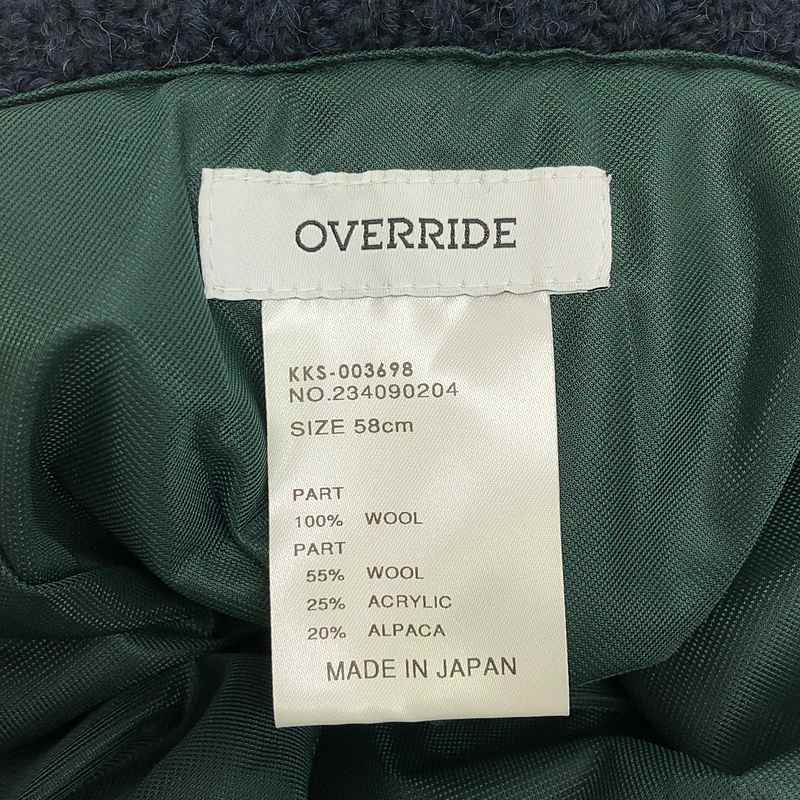 OVERRIDE
KKS-003698
NO.234090204
SIZE 58cm
PART
100% WOOL
PART
55% WOOL
25% ACRYLIC
20% ALPACA
MADE IN JAPAN